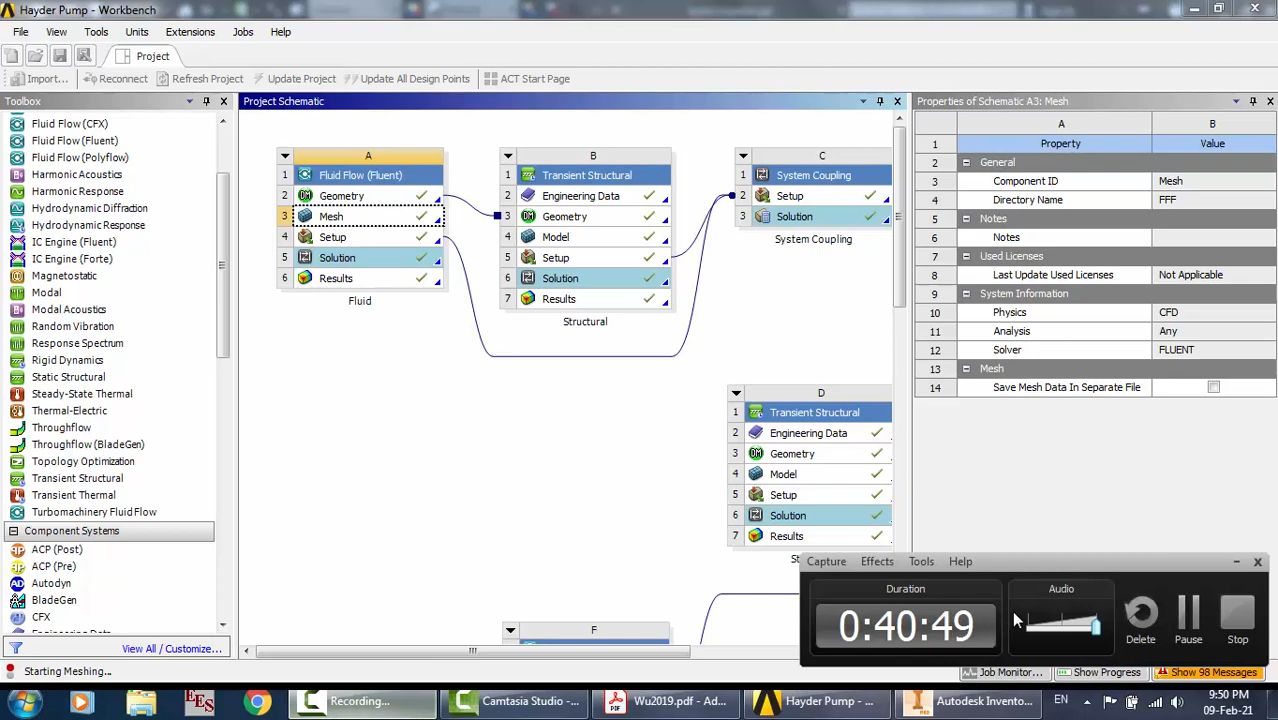 Hayder Pump - Workbench
File View Tools Units Extensions Jobs Help
Project
Import... Reconnect Refresh Project Update Project Update All Design Points ACT Start Page
Toolbox
Fluid Flow (CFX)
Fluid Flow (Fluent)
Fluid Flow (Polyflow)
Harmonic Acoustics
Harmonic Response
Hydrodynamic Diffraction
Hydrodynamic Response
IC Engine (Fluent)
IC Engine (Forte)
Magnetostatic
Modal
Modal Acoustics
Random Vibration
Response Spectrum
Rigid Dynamics
Static Structural
Steady-State Thermal
Thermal-Electric
Throughflow
Throughflow (BladeGen)
Topology Optimization
Transient Structural
Transient Thermal
Turbomachinery Fluid Flow
Component Systems
ACP (Post)
ACP (Pre)
Autodyn
BladeGen
CFX
Engineering Data
View All / Customize...
Project Schematic
A
1 Fluid Flow (Fluent)
2 Geometry
3 Mesh
4 Setup
5 Solution
6 Results
Fluid
B
1 Transient Structural
2 Engineering Data
3 Geometry
4 Model
5 Setup
6 Solution
7 Results
Structural
C
1 System Coupling
2 Setup
3 Solution
System Coupling
D
1 Transient Structural
2 Engineering Data
3 Geometry
4 Model
5 Setup
6 Solution
7 Results
F
Properties of Schematic A3: Mesh
A B
1 Property Value
2 General
3 Component ID Mesh
4 Directory Name FFF
5 Notes
6 Notes
7 Used Licenses
8 Last Update Used Licenses Not Applicable
9 System Information
10 Physics CFD
11 Analysis Any
12 Solver FLUENT
13 Mesh
14 Save Mesh Data In Separate File
Capture Effects Tools Help
Duration
0:40:49
Audio
Delete Pause Stop
Starting Meshing...
Job Monitor... Show Progress Show 98 Messages
EES
Recording...
Camtasia Studio - ...
Wu2019.pdf - Ad...
Hayder Pump - ...
Autodesk Invento...
EN
9:50 PM
09-Feb-21